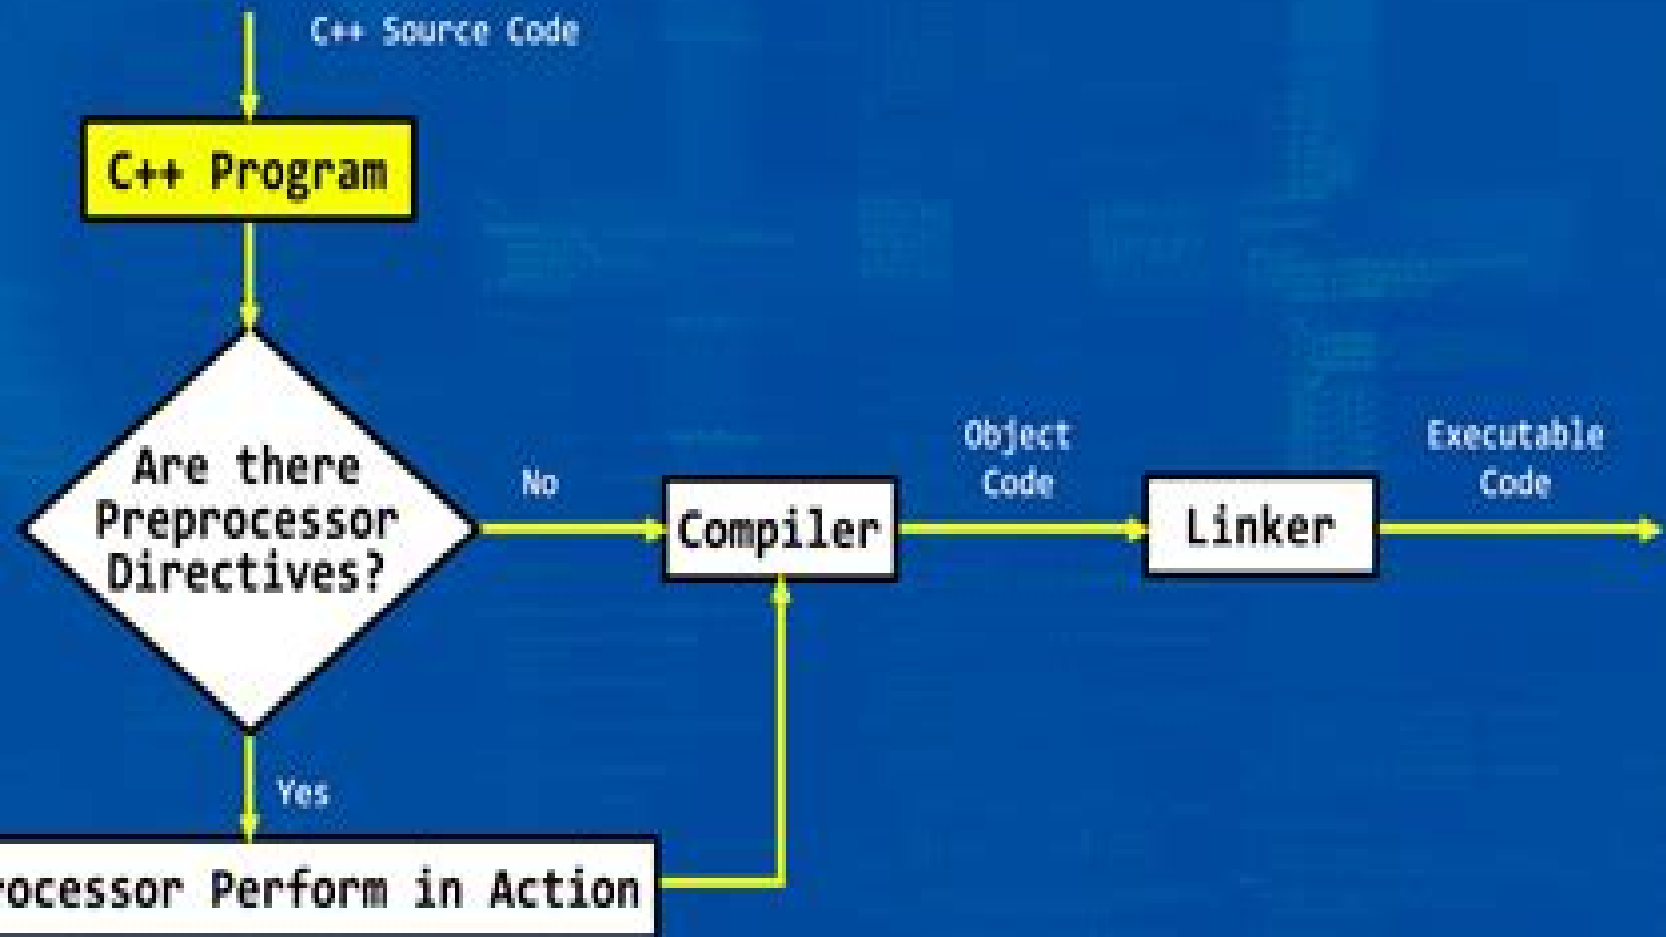 C++ Source Code
C++ Program
Are there
Preprocessor
Directives?
No
Compiler
Object
Code
Linker
Executable
Code
Yes
rocessor Perform in Action